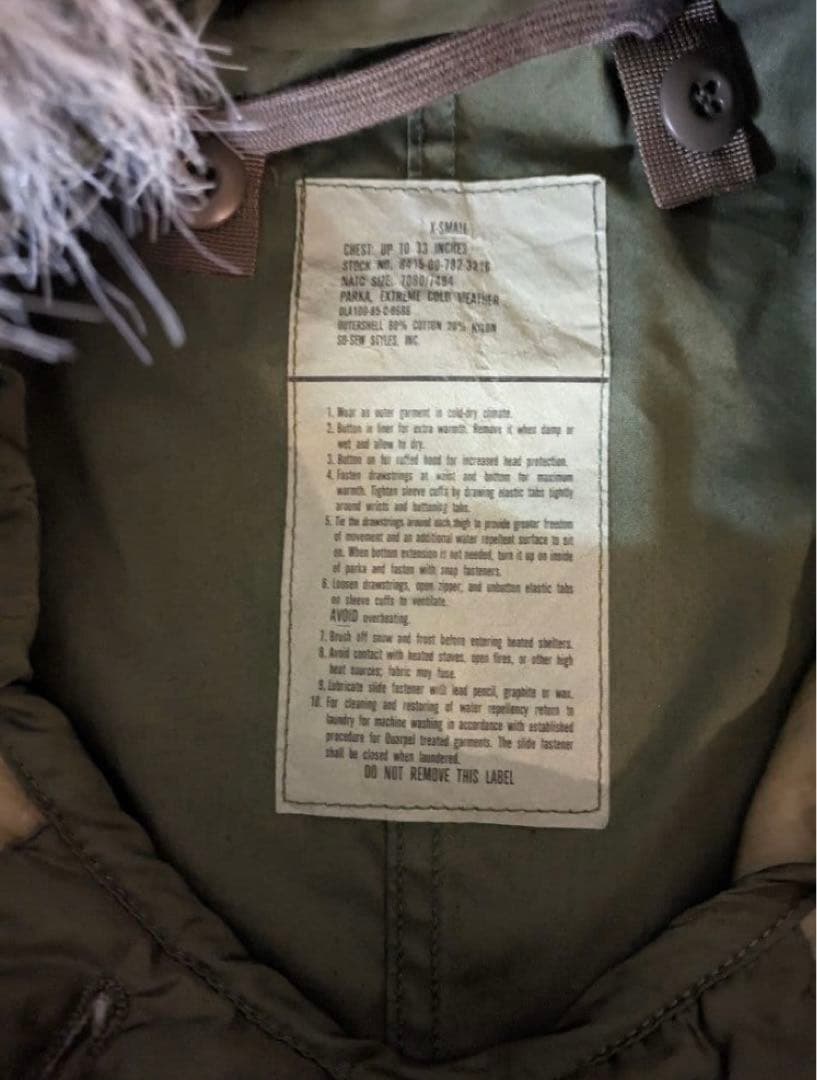 X-SMALL
CHEST: UP TO 33 INCHES
STOCK NO. 8415-00-782-3216
NATO SIZE. 7080/7494
PARKA, EXTREME COLD WEATHER
DLA100-85-C-0688
OUTERSHELL 80% COTTON 20% NYLON
SO-SEW STYLES, INC.
1. Wear as outer garment in cold-dry climate.
2. Button in liner for extra warmth. Remove it when damp or
wet and allow to dry.
3. Button on fur ruffed hood for increased head protection.
4. Fasten drawstrings at waist and bottom for maximum
warmth. Tighten sleeve cuffs by drawing elastic tabs tightly
around wrists and buttoning tabs.
5. Tie the drawstrings around each thigh to provide greater freedom
of movement and an additional water repellent surface to sit
on. When bottom extension is not needed, turn it up on inside
of parka and fasten with snap fasteners.
6. Loosen drawstrings, open zipper, and unbutton elastic tabs
on sleeve cuffs to ventilate.
AVOID overheating.
7. Brush off snow and frost before entering heated shelters.
8. Avoid contact with heated stoves, open fires, or other high
heat sources; fabric may fuse.
9. Lubricate slide fastener with lead pencil, graphite or wax.
10. For cleaning and restoring of water repellency return to
laundry for machine washing in accordance with established
procedure for Quarpel treated garments. The slide fastener
shall be closed when laundered.
DO NOT REMOVE THIS LABEL